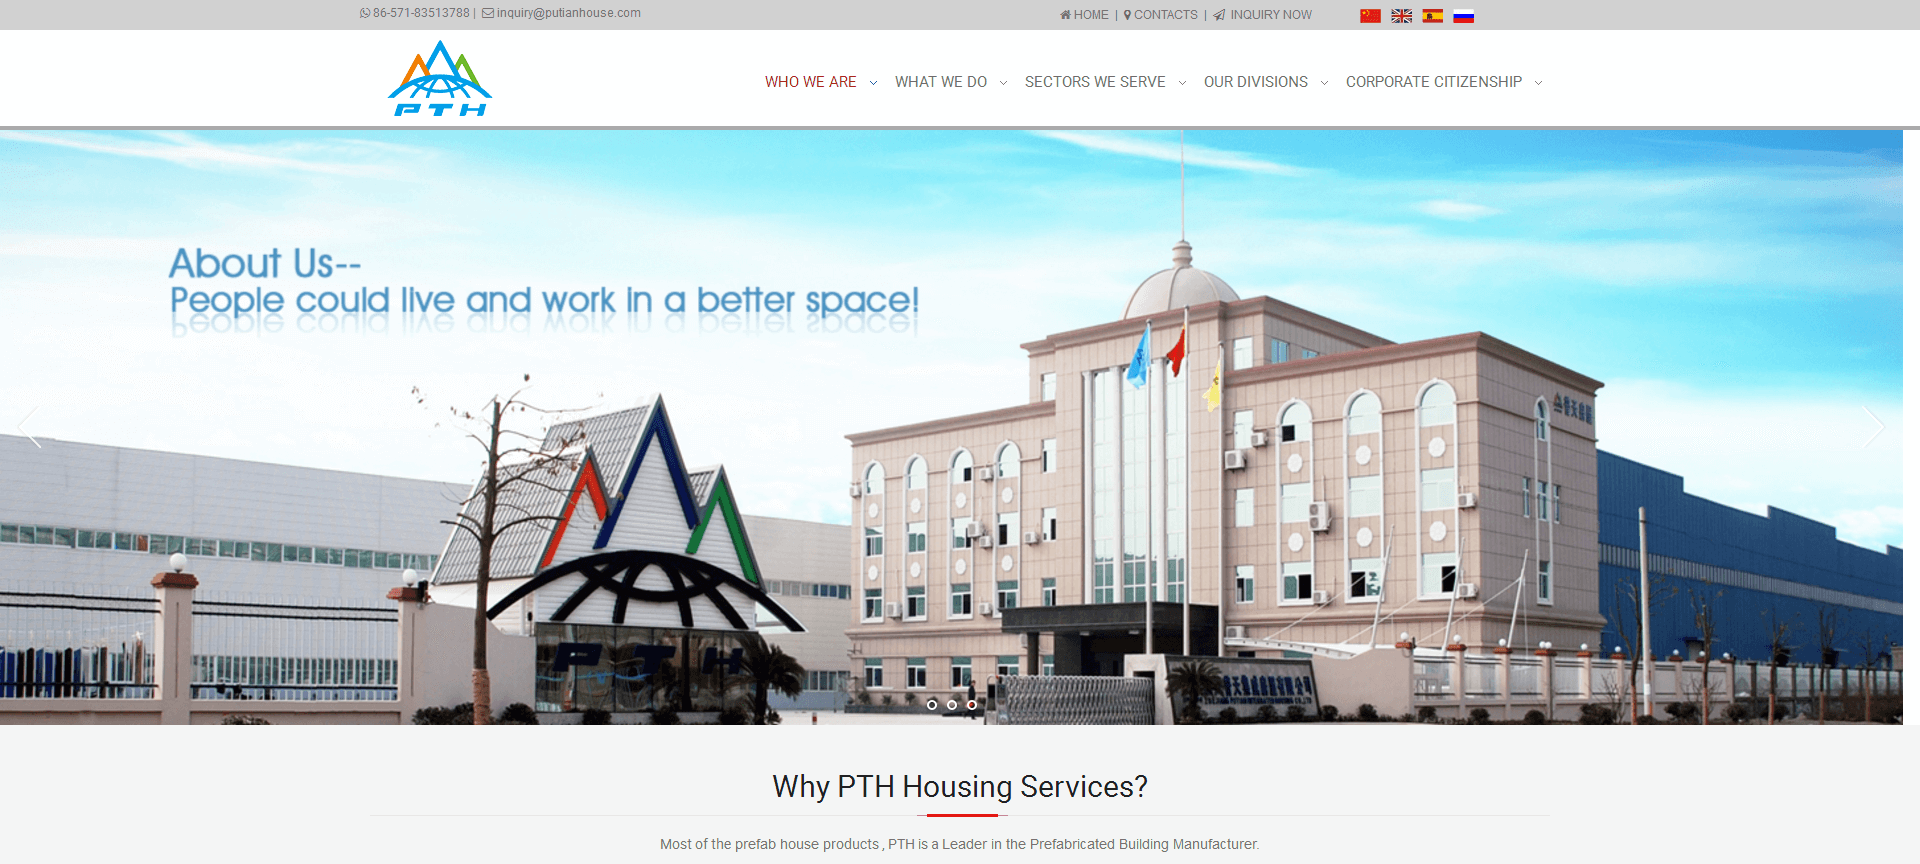 86-571-83513788 | inquiry@putianhouse.com
HOME | CONTACTS | INQUIRY NOW
PTH
WHO WE ARE WHAT WE DO SECTORS WE SERVE OUR DIVISIONS CORPORATE CITIZENSHIP
About Us--
People could live and work in a better space!
PTH
Why PTH Housing Services?
Most of the prefab house products , PTH is a Leader in the Prefabricated Building Manufacturer.